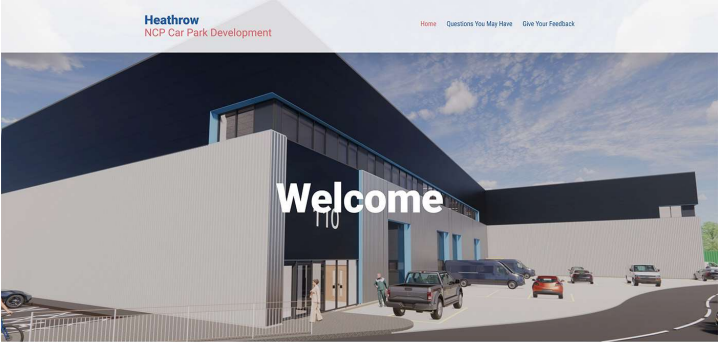 Heathrow
NCP Car Park Development
Home Questions You May Have Give Your Feedback
Welcome
110